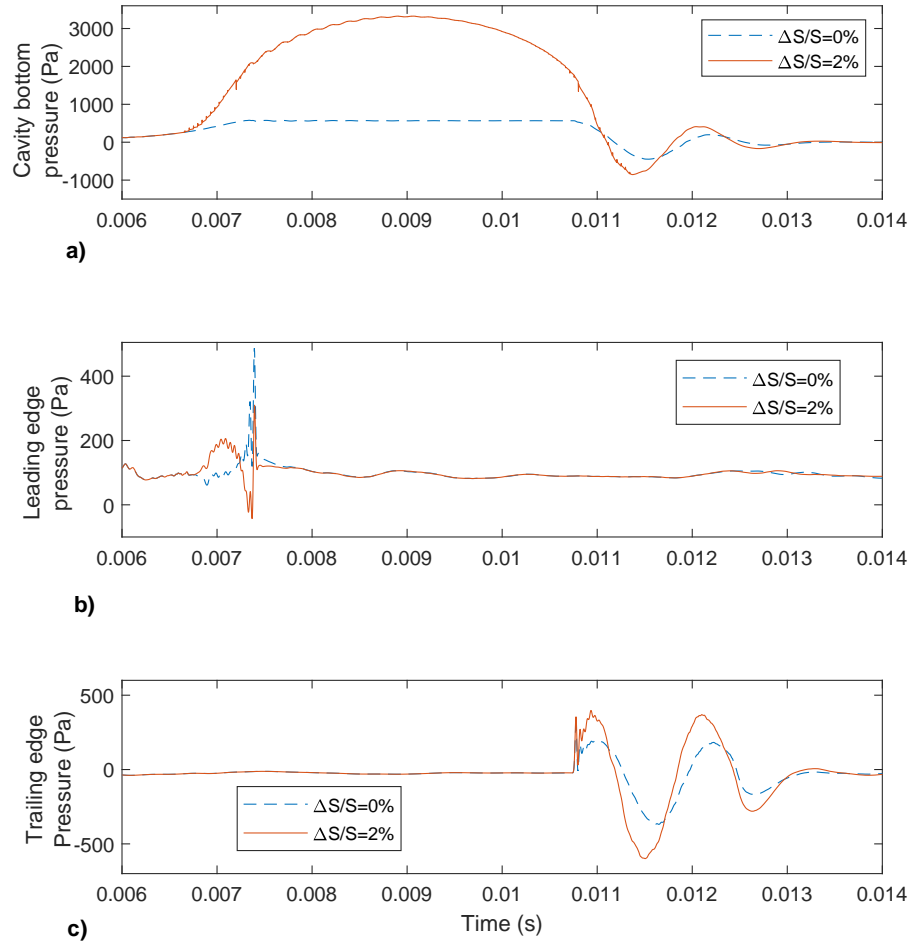 Cavity bottom
pressure (Pa)
3000
2000
1000
0
-1000
ΔS/S=0%
ΔS/S=2%
0.006 0.007 0.008 0.009 0.01 0.011 0.012 0.013 0.014
a)
Leading edge
pressure (Pa)
400
200
0
ΔS/S=0%
ΔS/S=2%
0.006 0.007 0.008 0.009 0.01 0.011 0.012 0.013 0.014
b)
Trailing edge
Pressure (Pa)
500
0
-500
ΔS/S=0%
ΔS/S=2%
0.006 0.007 0.008 0.009 0.01 0.011 0.012 0.013 0.014
Time (s)
c)